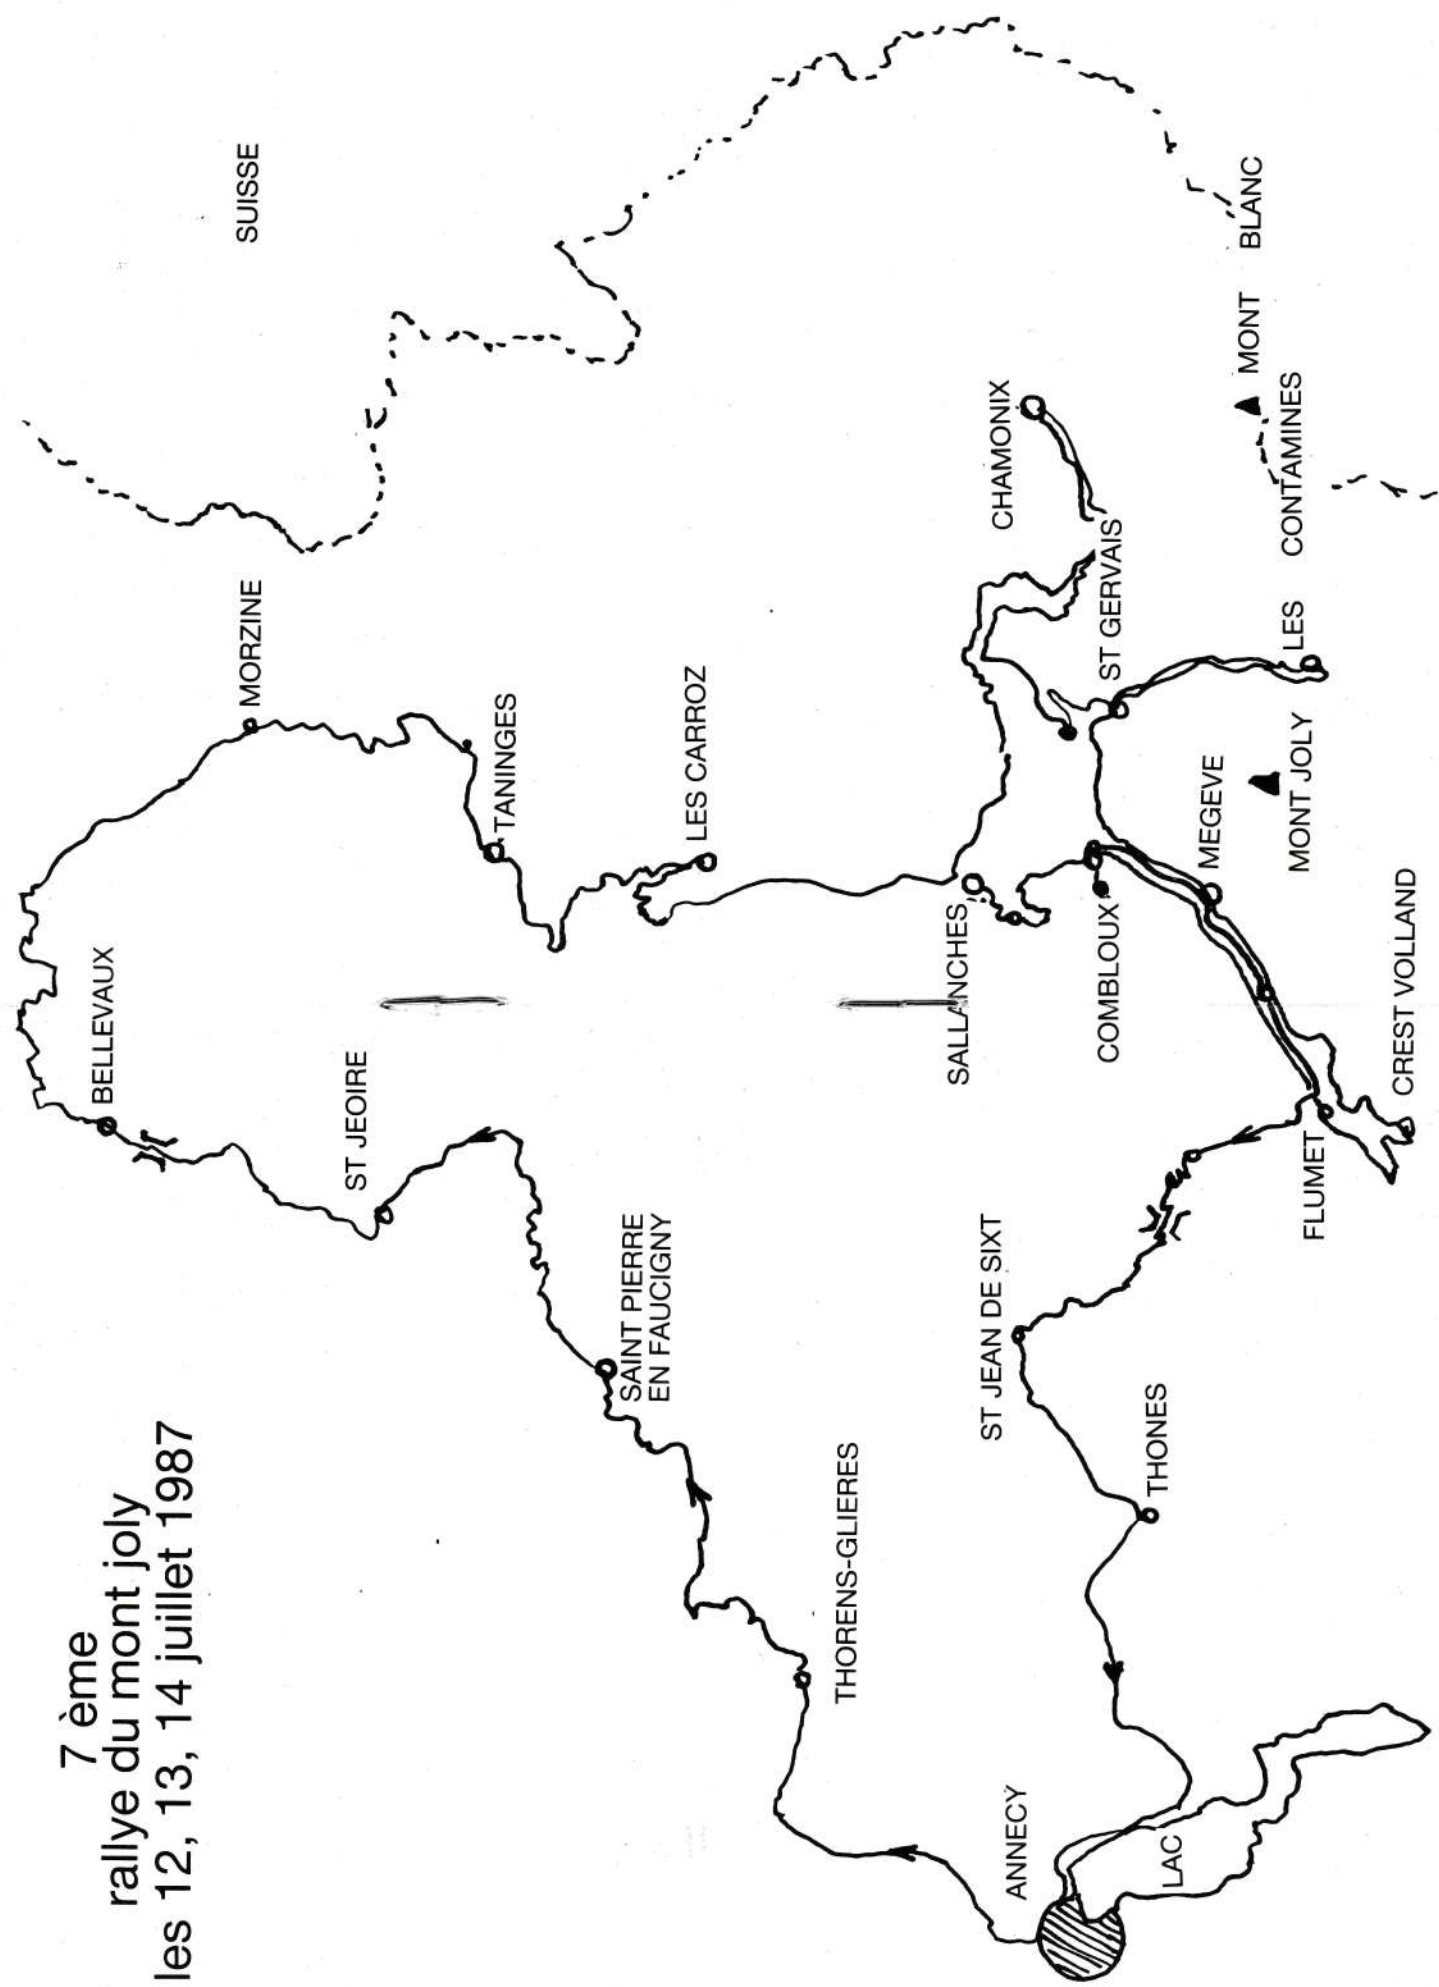 7 ème
rallye du mont joly
les 12, 13, 14 juillet 1987
SUISSE
BELLEVAUX
MORZINE
ST JEOIRE
TANINGES
SAINT PIERRE
EN FAUCIGNY
LES CARROZ
THORENS-GLIERES
SALLANCHES
CHAMONIX
ST JEAN DE SIXT
ANNECY
COMBLOUX
ST GERVAIS
THONES
LAC
MEGEVE
MONT BLANC
FLUMET
MONT JOLY
LES CONTAMINES
CREST VOLLAND